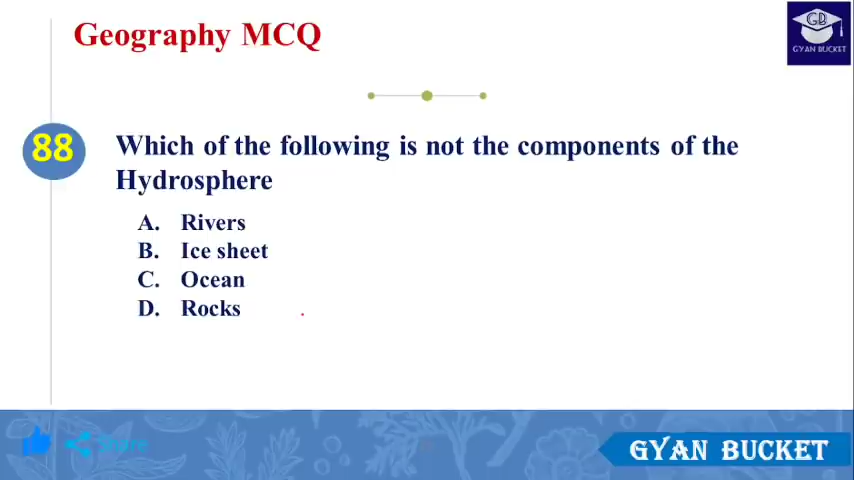 Geography MCQ
GB
GYAN BUCKET
88
Which of the following is not the components of the
Hydrosphere
A. Rivers
B. Ice sheet
C. Ocean
D. Rocks
Share
GYAN BUCKET